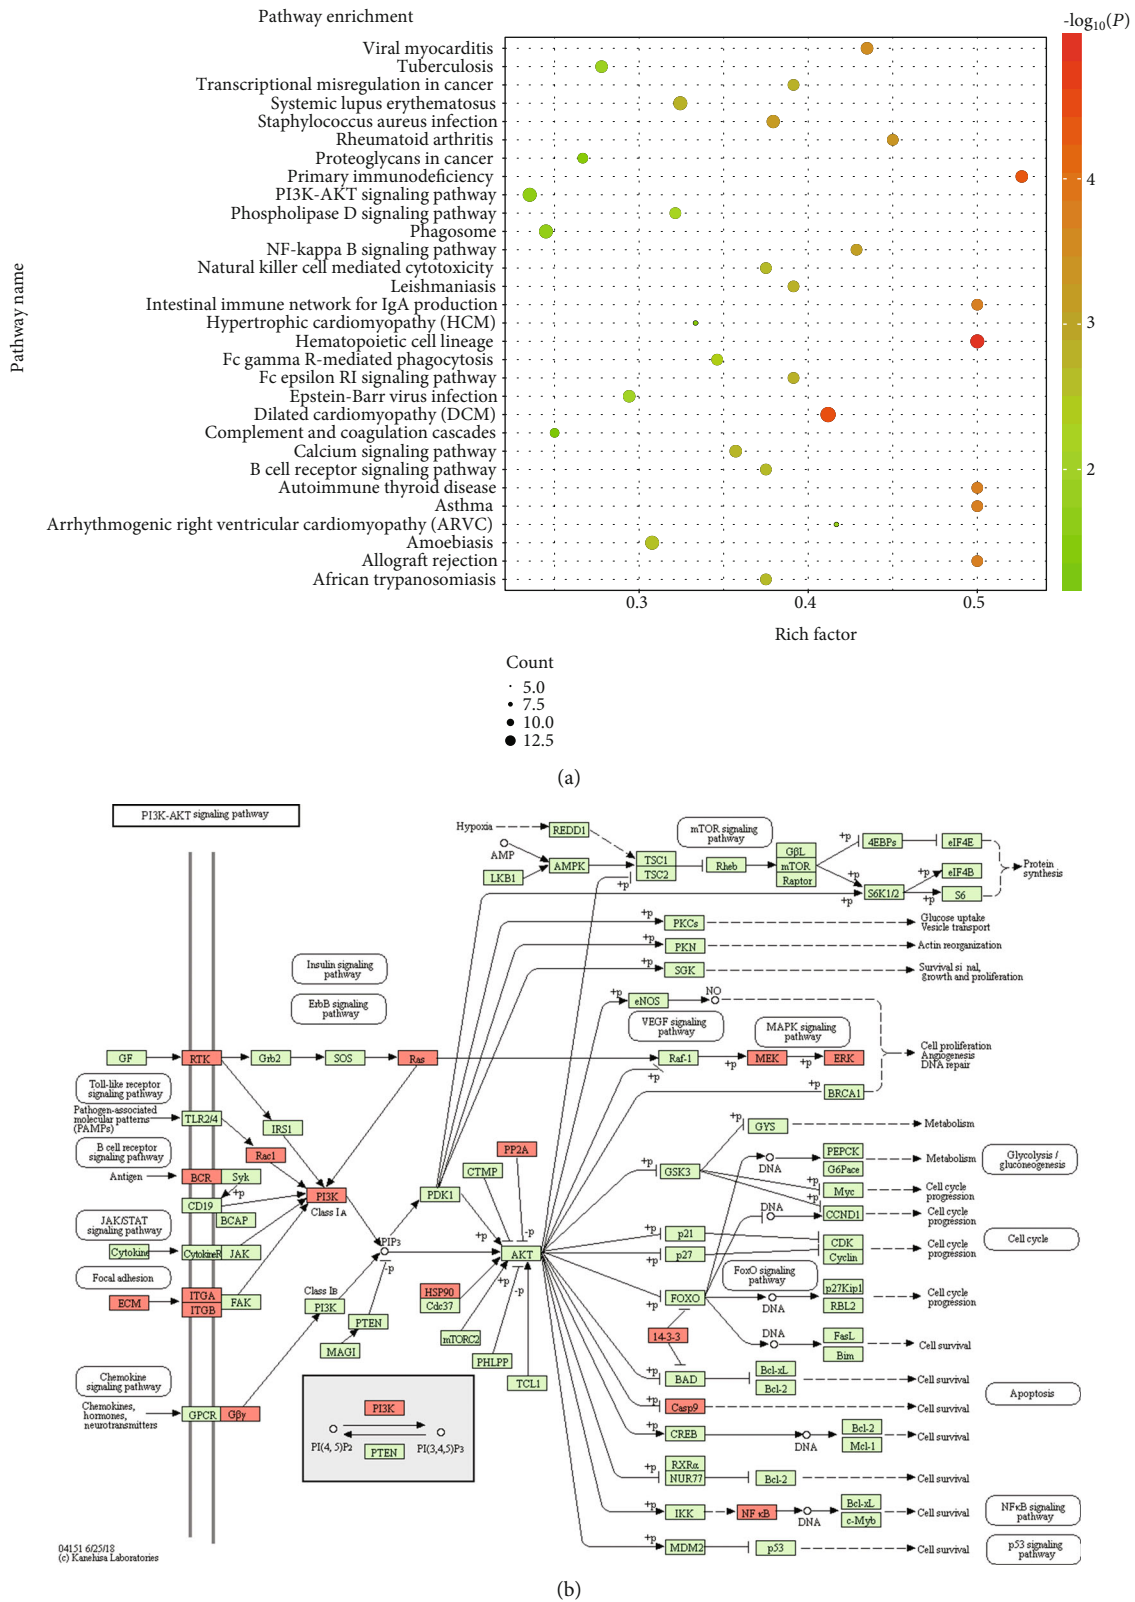 Pathway enrichment
-log10(P)
Viral myocarditis
Tuberculosis
Transcriptional misregulation in cancer
Systemic lupus erythematosus
Staphylococcus aureus infection
Rheumatoid arthritis
Proteoglycans in cancer
Primary immunodeficiency
PI3K-AKT signaling pathway
Phospholipase D signaling pathway
Phagosome
NF-kappa B signaling pathway
Natural killer cell mediated cytotoxicity
Leishmaniasis
Intestinal immune network for IgA production
Hypertrophic cardiomyopathy (HCM)
Hematopoietic cell lineage
Fc gamma R-mediated phagocytosis
Fc epsilon RI signaling pathway
Epstein-Barr virus infection
Dilated cardiomyopathy (DCM)
Complement and coagulation cascades
Calcium signaling pathway
B cell receptor signaling pathway
Autoimmune thyroid disease
Asthma
Arrhythmogenic right ventricular cardiomyopathy (ARVC)
Amoebiasis
Allograft rejection
African trypanosomiasis
Pathway name
4
3
2
0.3 0.4 0.5
Rich factor
Count
5.0
7.5
10.0
12.5
(a)
PI3K-AKT signaling pathway
Hypoxia
REDD1
AMP
LKB1
AMPK
TSC1
TSC2
+p
Rheb
mTOR signaling
pathway
GβL
mTOR
Raptor
+p
4EBPs
eIF4E
+p
eIF4B
S6K1/2
+p
+p
+p
S6
Protein
synthesis
+p
PKCs
Glucose uptake
Vesicle transport
+p
PKN
Actin reorganization
+p
SGK
Survival si nal,
growth and proliferation
Insulin signaling
pathway
ErbB signaling
pathway
+p
eNOS
NO
VEGF signaling
pathway
MAPK signaling
pathway
GF
RTK
Grb2
SOS
Ras
Raf-1
+p
+p
MEK
+p
ERK
Cell proliferation
Angiogenesis
DNA repair
+p
BRCA1
Toll-like receptor
signaling pathway
Pathogen-associated
molecular patterns
(PAMPs)
TLR2/4
IRS1
Rac1
B cell receptor
signaling pathway
Antigen
BCR
Syk
+p
CD19
BCAP
PI3K
Class IA
JAK/STAT
signaling pathway
Cytokine
CytokineR
JAK
Focal adhesion
ECM
ITGA
ITGB
FAK
Chemokine
signaling pathway
Chemokines,
hormones,
neurotransmitters
GPCR
Gβγ
Class IB
PI3K
PTEN
MAGI
PIP3
-p
PDK1
CTMP
PP2A
+p
-p
AKT
HSP90
Cdc37
+p
-p
mTORC2
PHLPP
TCL1
PI3K
PI(4, 5)P2
PI(3,4,5)P3
PTEN
+p
GYS
Metabolism
+p
GSK3
DNA
PEPCK
G6Pace
Metabolism
Glycolysis /
gluconeogenesis
+p
+p
Myc
Cell cycle
progression
DNA
CCND1
Cell cycle
progression
+p
p21
+p
p27
CDK
Cyclin
Cell cycle
progression
Cell cycle
FoxO signaling
pathway
+p
FOXO
DNA
p27Kip1
RBL2
Cell cycle
progression
14-3-3
DNA
FasL
Bim
Cell survival
+p
BAD
Bcl-xL
Bcl-2
Cell survival
Apoptosis
+p
Casp9
Cell survival
+p
CREB
DNA
Bcl-2
Mcl-1
Cell survival
+p
RXRα
NUR77
Bcl-2
Cell survival
+p
IKK
NFκB
DNA
Bcl-xL
c-Myb
Cell survival
NFκB signaling
pathway
+p
MDM2
p53
Cell survival
p53 signaling
pathway
04151 6/25/18
(c) Kanehisa Laboratories
(b)